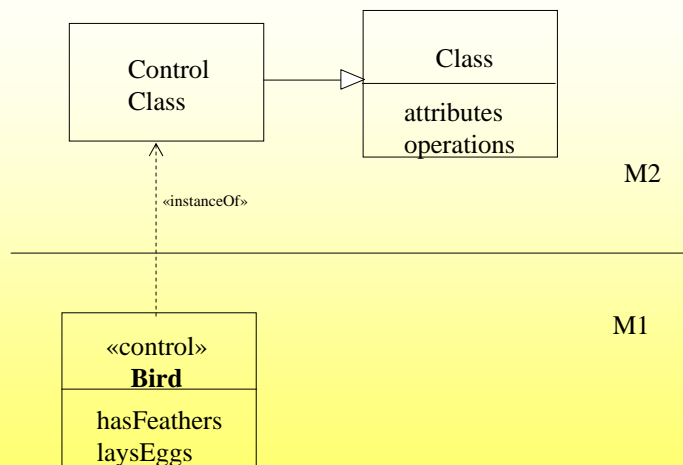 Control
Class
Class
attributes
operations
M2
«instanceOf»
M1
«control»
Bird
hasFeathers
laysEggs